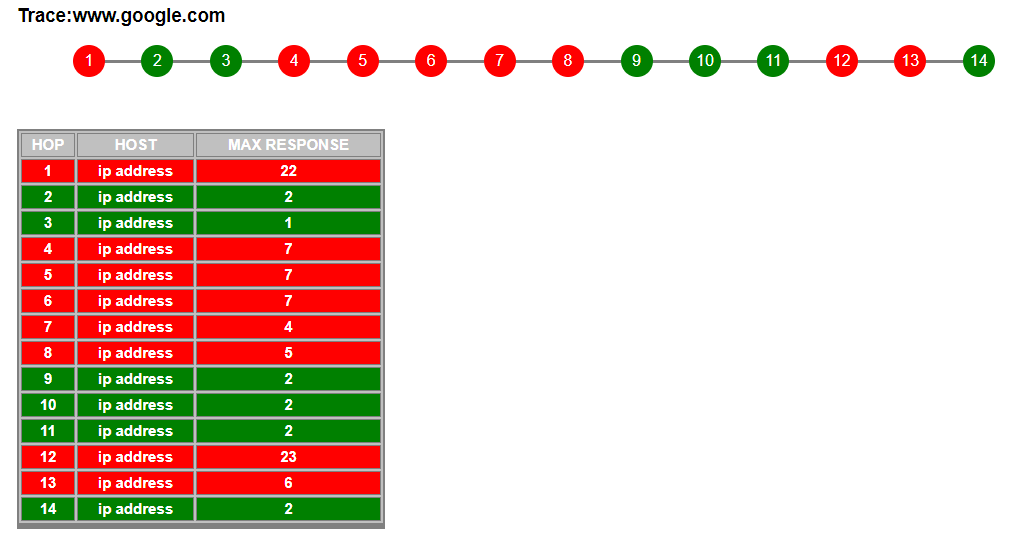 Trace:www.google.com
1 2 3 4 5 6 7 8 9 10 11 12 13 14
HOP HOST MAX RESPONSE
1 ip address 22
2 ip address 2
3 ip address 1
4 ip address 7
5 ip address 7
6 ip address 7
7 ip address 4
8 ip address 5
9 ip address 2
10 ip address 2
11 ip address 2
12 ip address 23
13 ip address 6
14 ip address 2